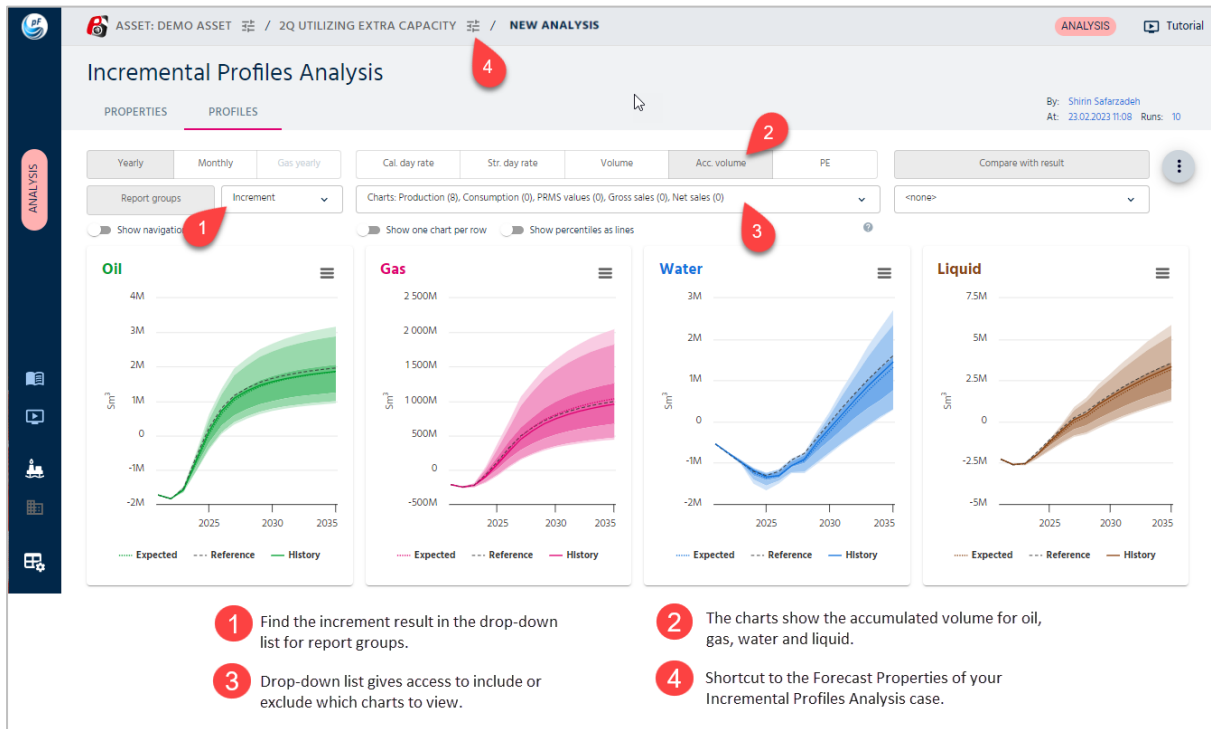 pF
ASSET: DEMO ASSET / 2Q UTILIZING EXTRA CAPACITY / NEW ANALYSIS
ANALYSIS
Tutorial
4
Incremental Profiles Analysis
PROPERTIES PROFILES
By: Shirin Safarzadeh
At: 23.02.2023 11:08 Runs: 10
2
ANALYSIS
Yearly Monthly Gas yearly Cal. day rate Str. day rate Volume Acc. volume PE Compare with result
Report groups Increment Charts: Production (8), Consumption (0), PRMS values (0), Gross sales (0), Net sales (0) <none>
1
3
Show navigatio Show one chart per row Show percentiles as lines ?
Oil
4M
3M
2M
1M
0
-1M
-2M
Sm³
2025 2030 2035
Expected Reference History
Gas
2 500M
2 000M
1 500M
1 000M
500M
0
-500M
Sm³
2025 2030 2035
Expected Reference History
Water
3M
2M
1M
0
-1M
-2M
Sm³
2025 2030 2035
Expected Reference History
Liquid
7.5M
5M
2.5M
0
-2.5M
-5M
Sm³
2025 2030 2035
Expected Reference History
1 Find the increment result in the drop-down
list for report groups.
2 The charts show the accumulated volume for oil,
gas, water and liquid.
3 Drop-down list gives access to include or
exclude which charts to view.
4 Shortcut to the Forecast Properties of your
Incremental Profiles Analysis case.